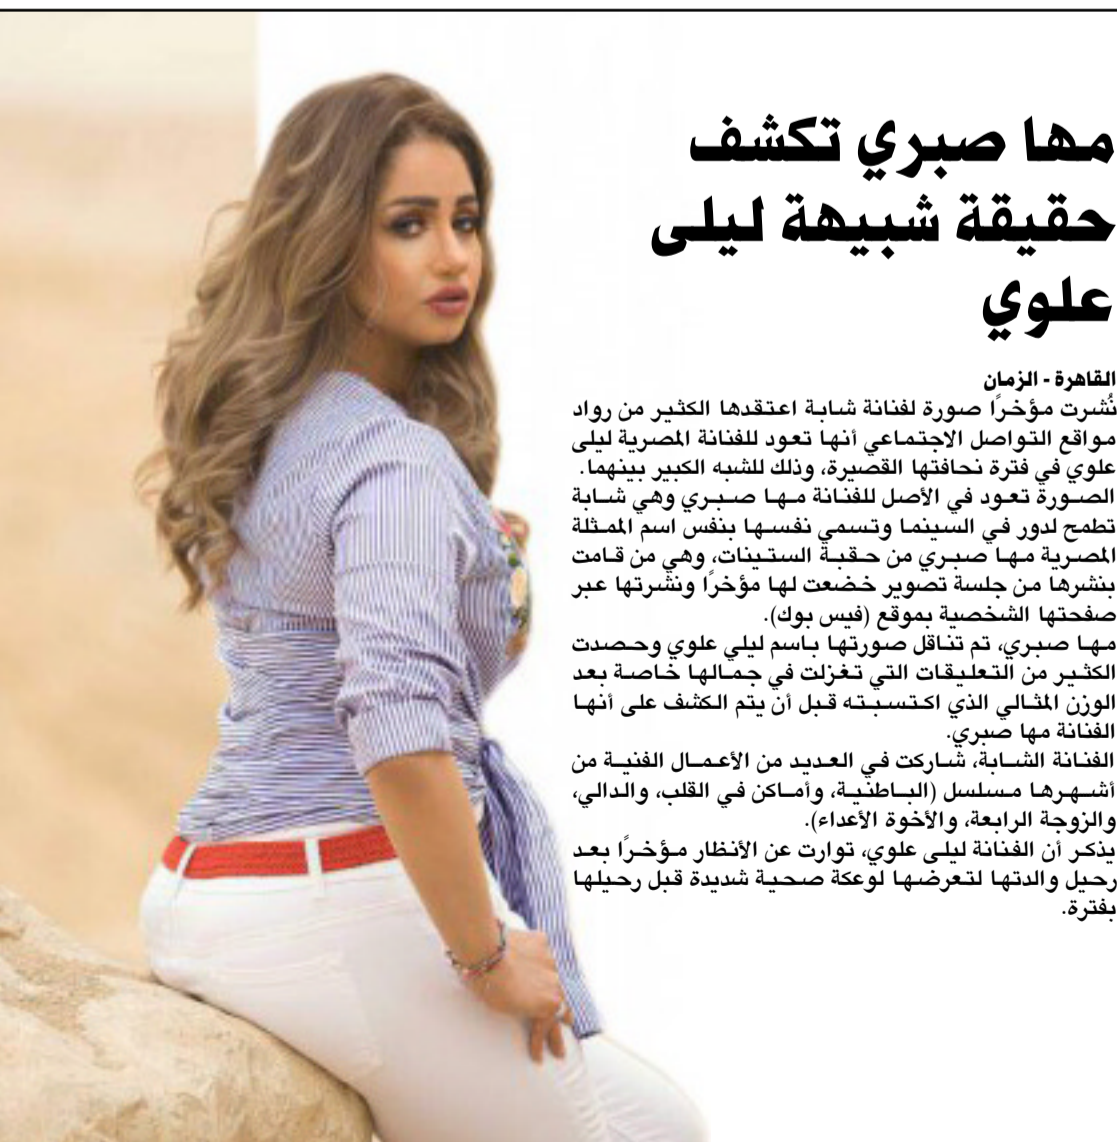 مها صبري تكشف
حقيقة شبيهة ليلى
علوي
القاهرة - الزمان
نُشرت مؤخرًا صورة لفنانة شابة اعتقدها الكثير من رواد
مواقع التواصل الاجتماعي أنها تعود للفنانة المصرية ليلى
علوي في فترة نحافتها القصيرة، وذلك للشبه الكبير بينهما.
الصورة تعود في الأصل للفنانة مها صبري وهي شابة
تطمح لدور في السينما وتسمي نفسها بنفس اسم الممثلة
المصرية مها صبري من حقبة الستينات، وهي من قامت
بنشرها من جلسة تصوير خضعت لها مؤخرًا ونشرتها عبر
صفحتها الشخصية بموقع (فيس بوك).
مها صبري، تم تناقل صورتها باسم ليلي علوي وحصدت
الكثير من التعليقات التي تغزلت في جمالها خاصة بعد
الوزن المثالي الذي اكتسبته قبل أن يتم الكشف على أنها
الفنانة مها صبري.
الفنانة الشابة، شاركت في العديد من الأعمال الفنية من
أشهرها مسلسل (الباطنية، وأماكن في القلب، والدالي،
والزوجة الرابعة، والأخوة الأعداء).
يذكر أن الفنانة ليلى علوي، توارت عن الأنظار مؤخرًا بعد
رحيل والدتها لتعرضها لوعكة صحية شديدة قبل رحيلها
بفترة.